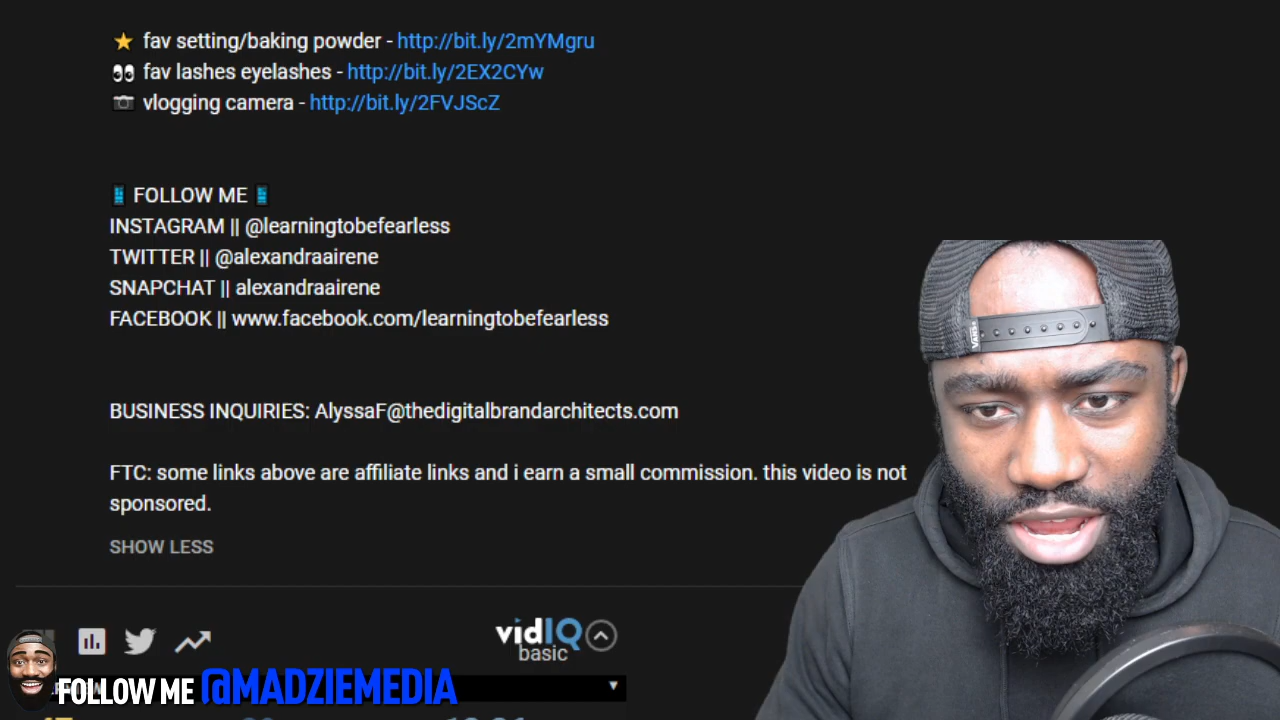 fav setting/baking powder - http://bit.ly/2mYMgru
fav lashes eyelashes - http://bit.ly/2EX2CYw
vlogging camera - http://bit.ly/2FVJScZ
FOLLOW ME
INSTAGRAM || @learningtobefearless
TWITTER || @alexandraairene
SNAPCHAT || alexandraairene
FACEBOOK || www.facebook.com/learningtobefearless
BUSINESS INQUIRIES: AlyssaF@thedigitalbrandarchitects.com
FTC: some links above are affiliate links and i earn a small commission. this video is not
sponsored.
SHOW LESS
vidIQ
basic
FOLLOW ME @MADZIEMEDIA
VANS